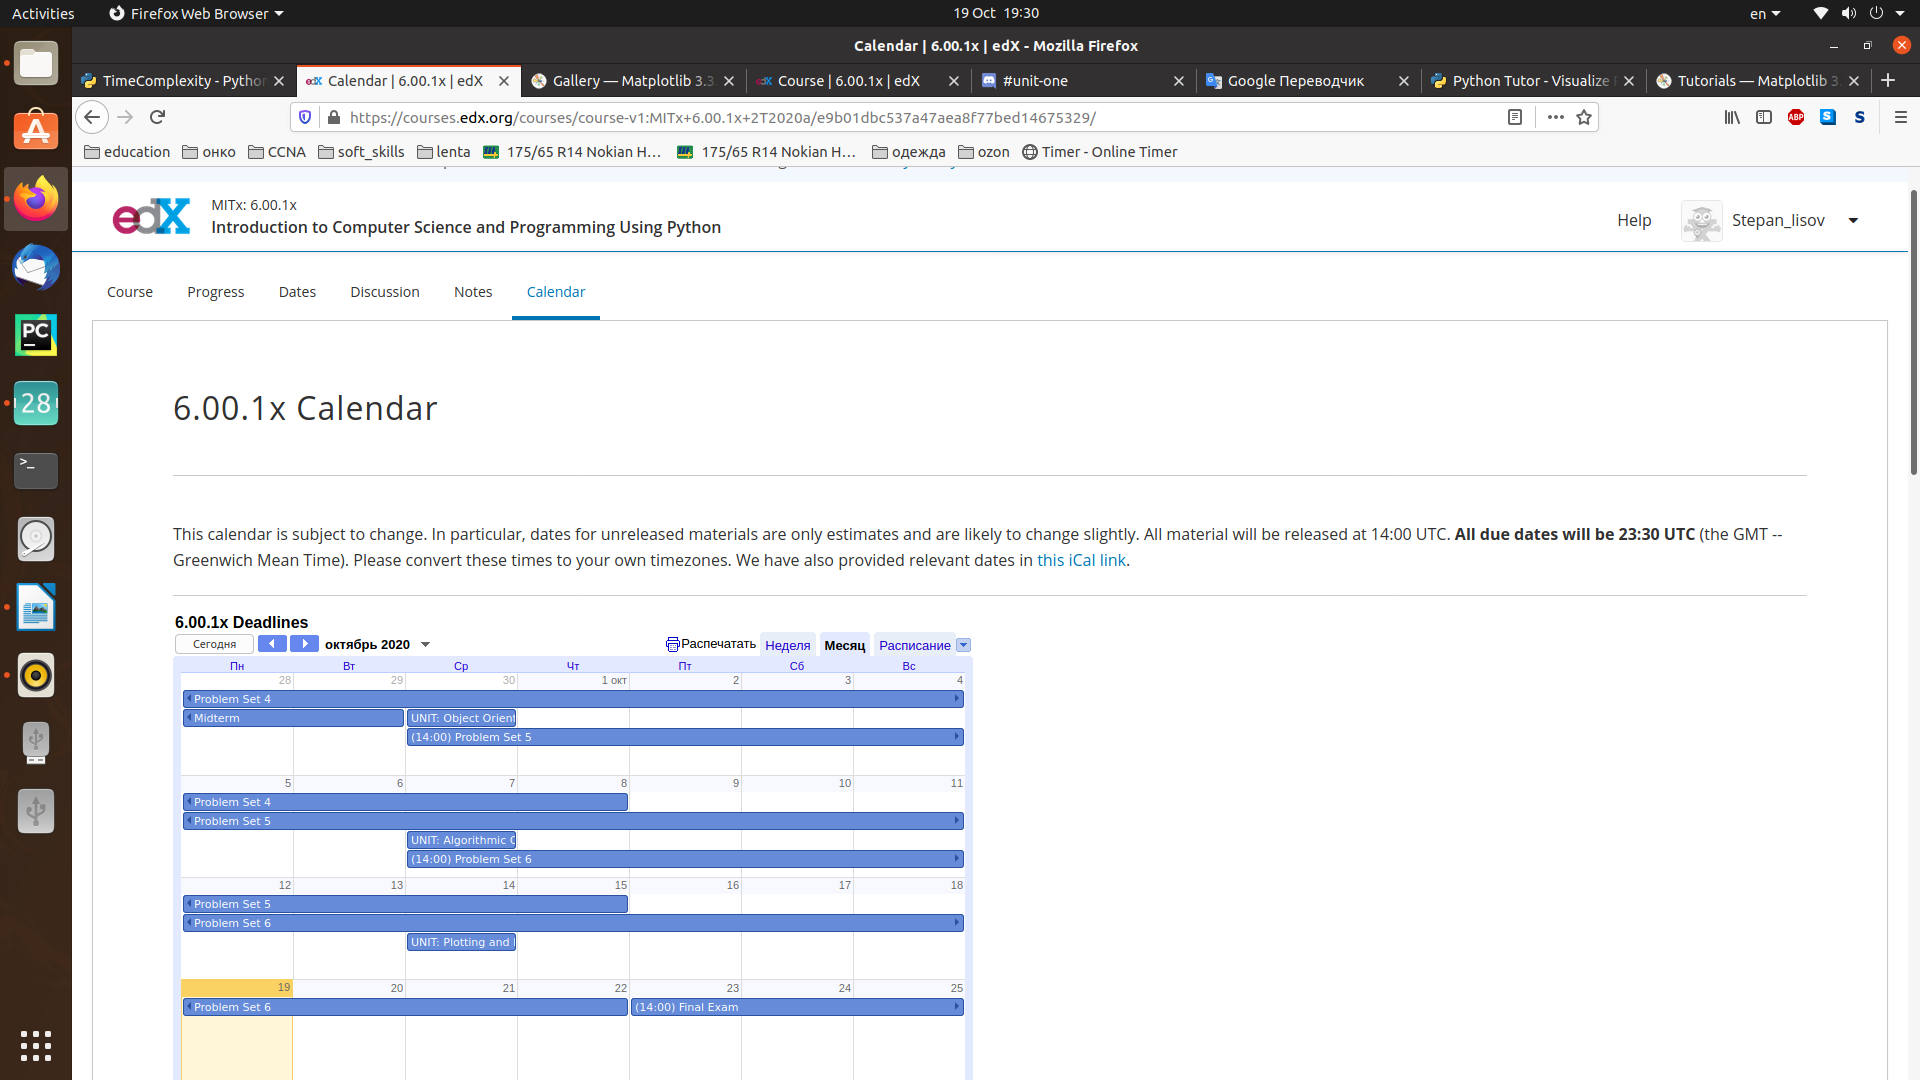 Activities Firefox Web Browser 19 Oct 19:30 en
Calendar | 6.00.1x | edX - Mozilla Firefox
TimeComplexity - Python Calendar | 6.00.1x | edX Gallery — Matplotlib 3.3. Course | 6.00.1x | edX #unit-one Google Переводчик Python Tutor - Visualize Tutorials — Matplotlib 3.
https://courses.edx.org/courses/course-v1:MITx+6.00.1x+2T2020a/e9b01dbc537a47aea8f77bed14675329/ ABP S S
education онко CCNA soft_skills lenta 175/65 R14 Nokian H... 175/65 R14 Nokian H... одежда ozon Timer - Online Timer
edX
MITx: 6.00.1x
Introduction to Computer Science and Programming Using Python
Help Stepan_lisov
Course Progress Dates Discussion Notes Calendar
PC
28
>_
6.00.1x Calendar
This calendar is subject to change. In particular, dates for unreleased materials are only estimates and are likely to change slightly. All material will be released at 14:00 UTC. All due dates will be 23:30 UTC (the GMT --
Greenwich Mean Time). Please convert these times to your own timezones. We have also provided relevant dates in this iCal link.
6.00.1x Deadlines
Сегодня октябрь 2020 Распечатать Неделя Месяц Расписание
Пн Вт Ср Чт Пт Сб Вс
28 29 30 1 окт 2 3 4
Problem Set 4
Midterm UNIT: Object Orient
(14:00) Problem Set 5
5 6 7 8 9 10 11
Problem Set 4
Problem Set 5
UNIT: Algorithmic C
(14:00) Problem Set 6
12 13 14 15 16 17 18
Problem Set 5
Problem Set 6
UNIT: Plotting and
19 20 21 22 23 24 25
Problem Set 6 (14:00) Final Exam